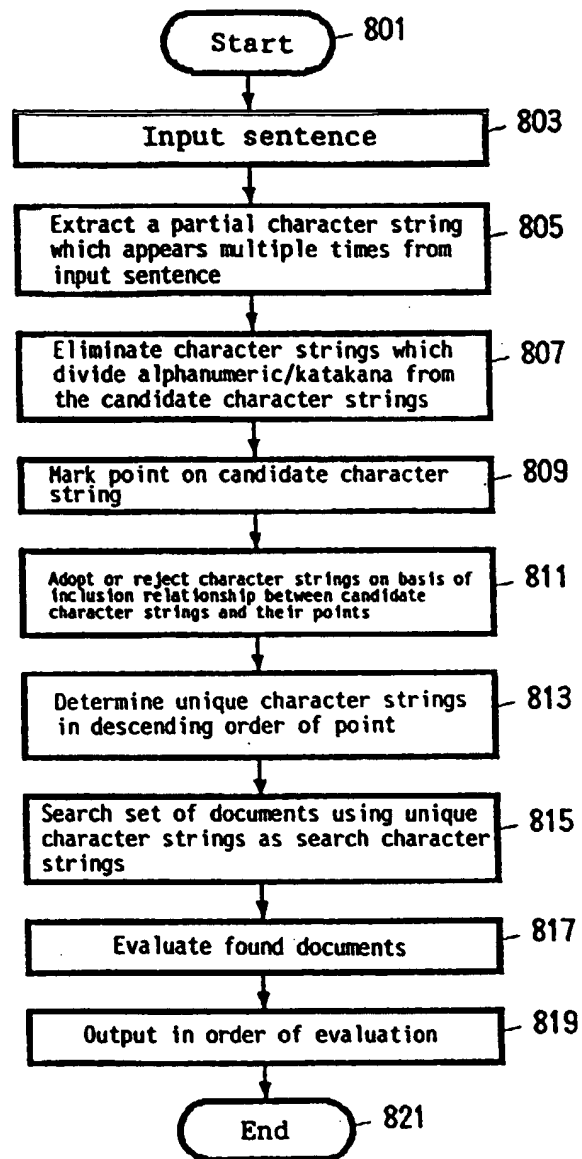 Start
801
Input sentence
803
Extract a partial character string
which appears multiple times from
input sentence
805
Eliminate character strings which
divide alphanumeric/katakana from
the candidate character strings
807
Mark point on candidate character
string
809
Adopt or reject character strings on basis of
inclusion relationship between candidate
character strings and their points
811
Determine unique character strings
in descending order of point
813
Search set of documents using unique
character strings as search character
strings
815
Evaluate found documents
817
Output in order of evaluation
819
End
821